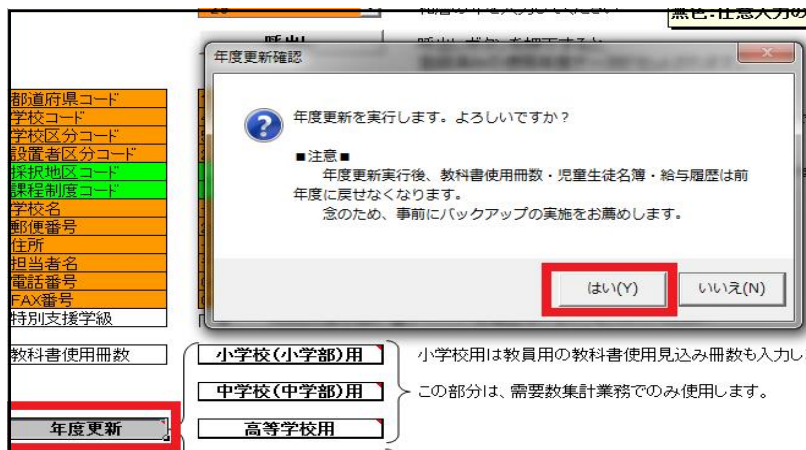 無色:任意入力の
呼出
年度更新確認
都道府県コード
学校コード
学校区分コード
設置者区分コード
採択地区コード
課程制度コード
学校名
郵便番号
住所
担当者名
電話番号
FAX番号
特別支援学級
年度更新を実行します。よろしいですか？
■注意■
年度更新実行後、教科書使用冊数・児童生徒名簿・給与履歴は前
年度に戻せなくなります。
念のため、事前にバックアップの実施をお薦めします。
はい(Y)
いいえ(N)
教科書使用冊数
小学校(小学部)用
小学校用は教員用の教科書使用見込み冊数も入力し
中学校(中学部)用
この部分は、需要数集計業務でのみ使用します。
年度更新
高等学校用